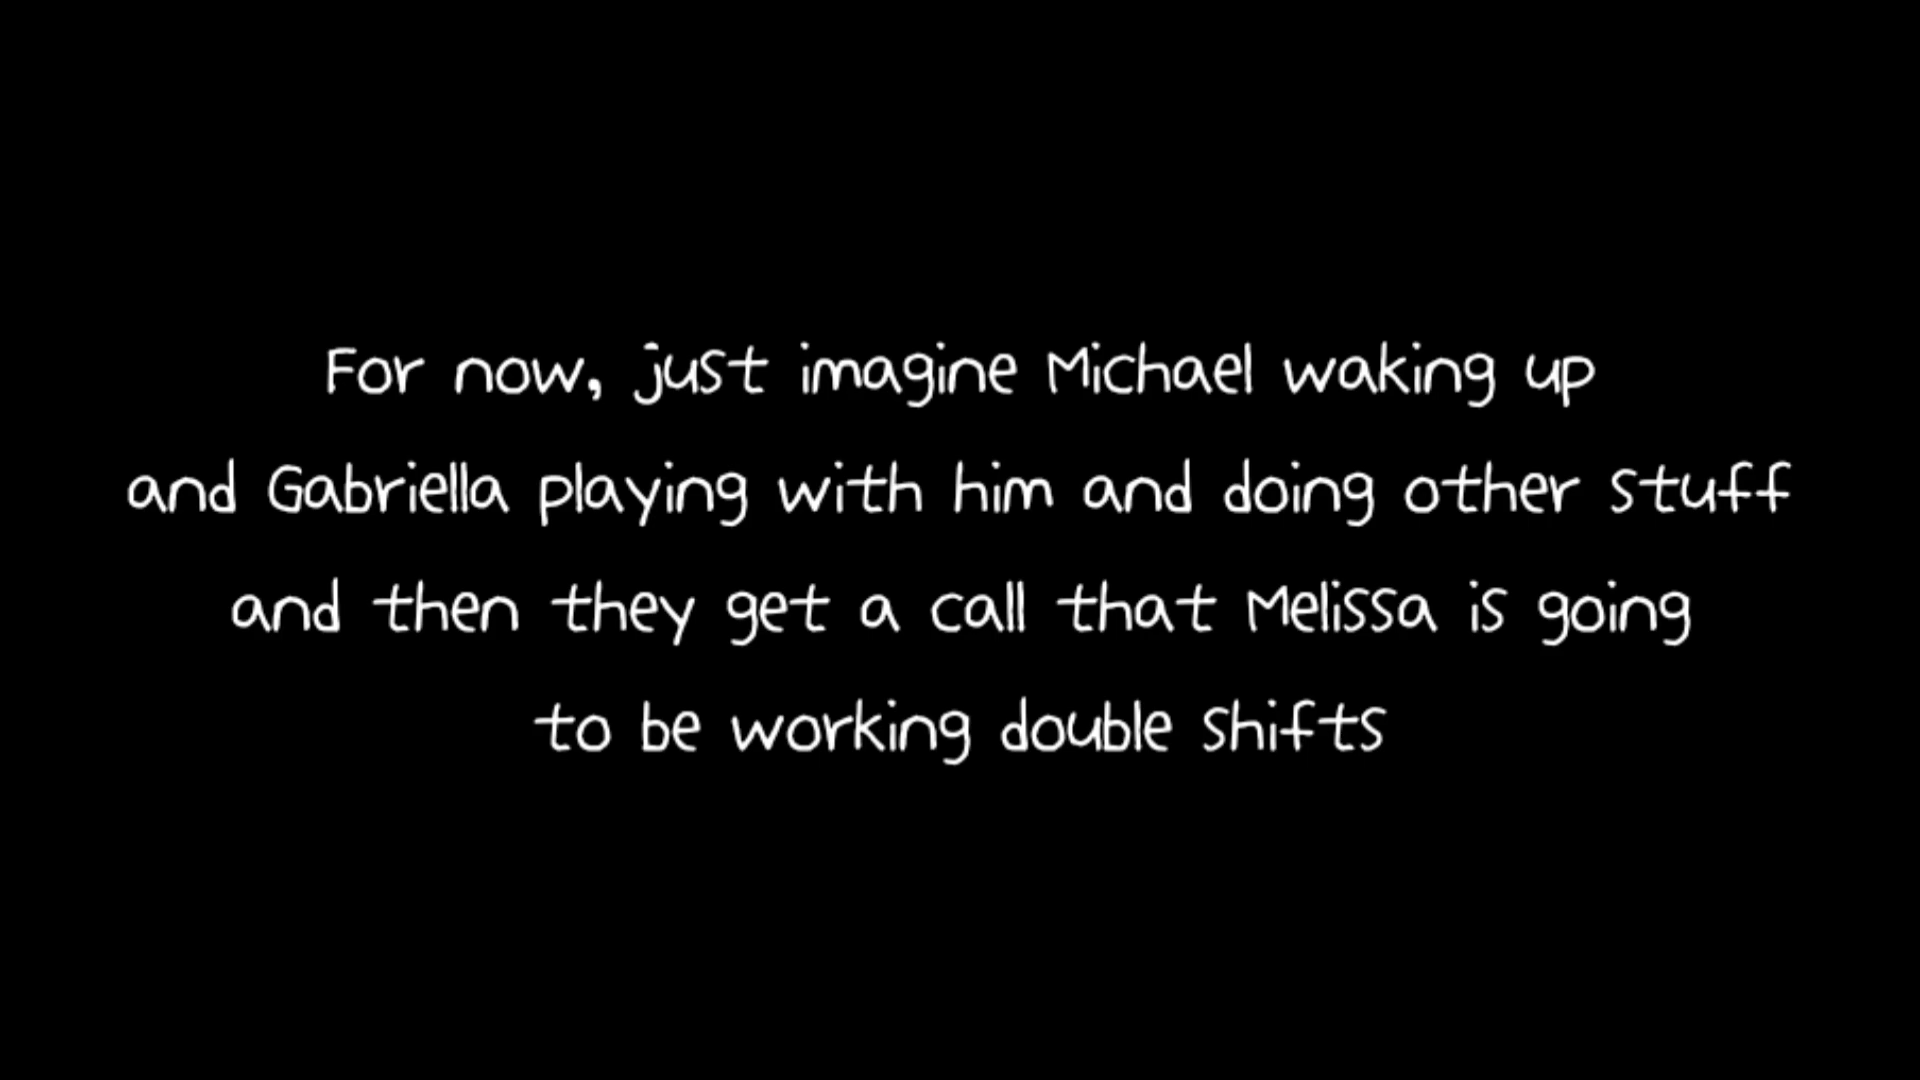 For now, just imagine Michael waking up
and Gabriella playing with him and doing other stuff
and then they get a call that Melissa is going
to be working double shifts